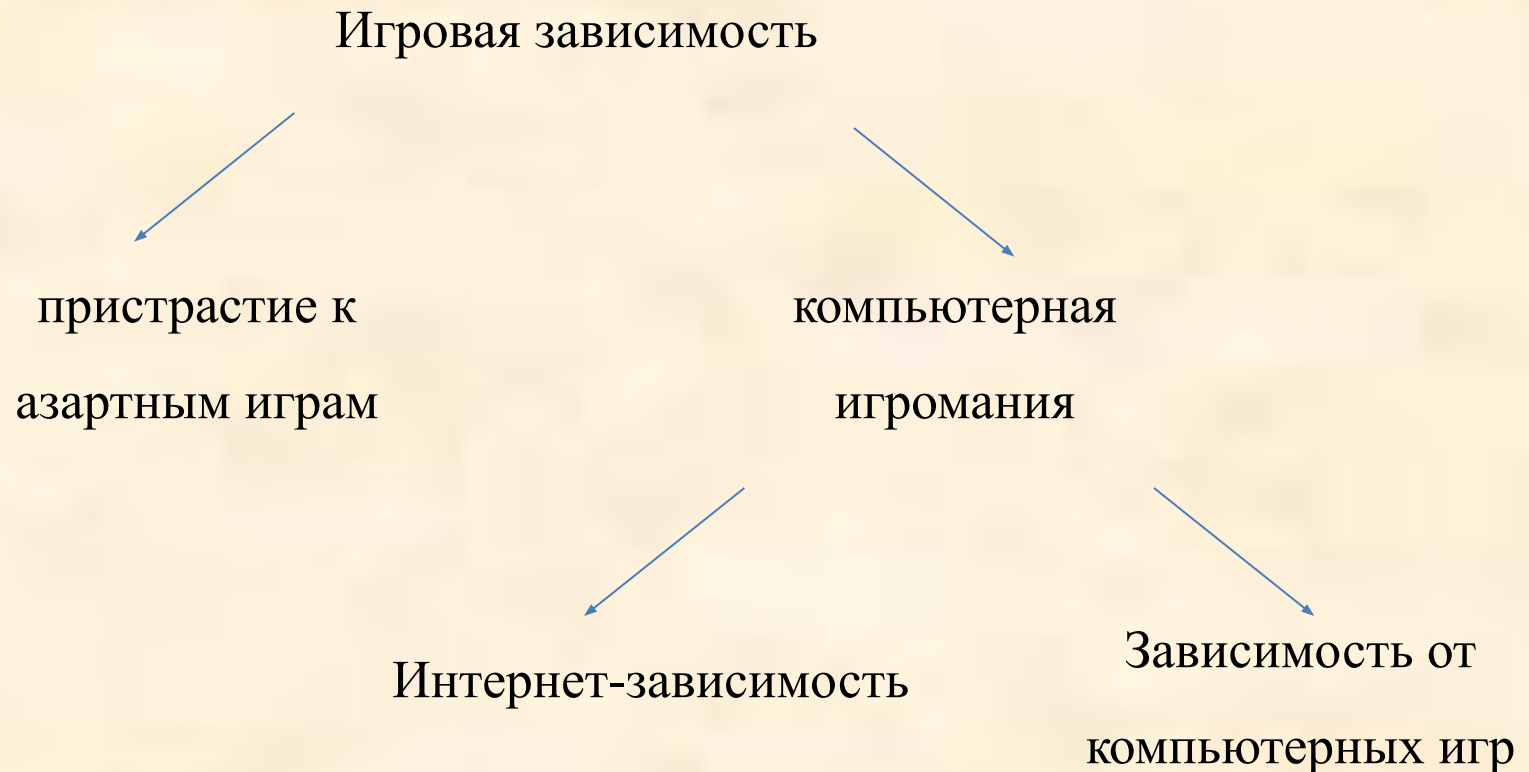 Игровая зависимость
пристрастие к
азартным играм
компьютерная
игромания
Интернет-зависимость
Зависимость от
компьютерных игр